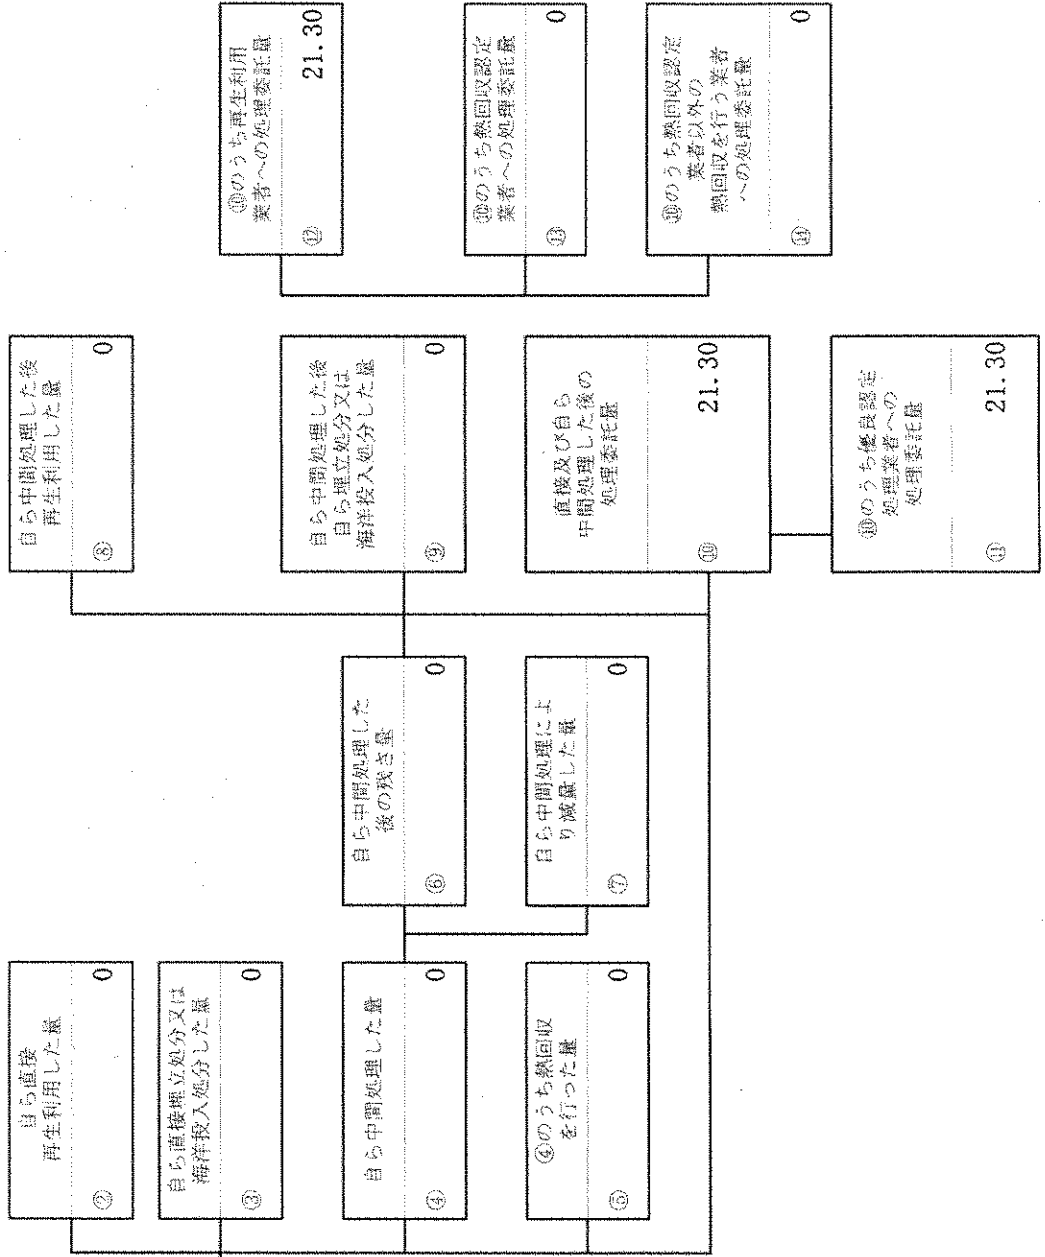 自ら直接
再生利用した量
② 0
自ら直接埋立処分又は
海洋投入処分した量
③ 0
自ら中間処理した量
④ 0
④のうち熱回収
を行った量
⑤ 0
自ら中間処理した
後の残さ量
⑥ 0
自ら中間処理によ
り減量した量
⑦ 0
自ら中間処理した後
再生利用した量
⑧ 0
自ら中間処理した後
自ら埋立処分又は
海洋投入処分した量
⑨ 0
直接及び自ら
中間処理した後の
処理委託量
⑩ 21.30
⑩のうち優良認定
処理業者への
処理委託量
⑪ 21.30
⑩のうち再生利用
業者への処理委託量
⑫ 21.30
⑩のうち熱回収認定
業者への処理委託量
⑬ 0
⑩のうち熱回収認定
業者以外の
熱回収を行う業者
への処理委託量
⑭ 0